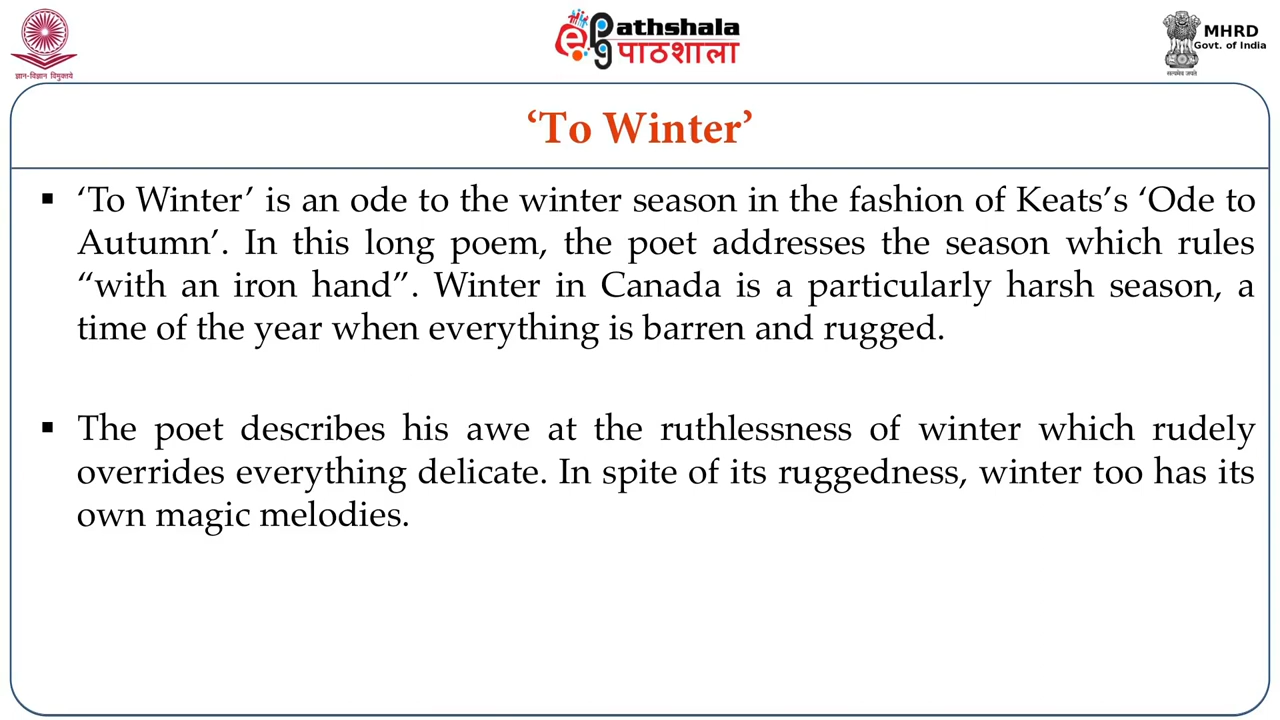 ज्ञान-विज्ञान विमुक्तये
ePathshala
पाठशाला
MHRD
Govt. of India
सत्यमेव जयते
‘To Winter’
▪ ‘To Winter’ is an ode to the winter season in the fashion of Keats’s ‘Ode to
Autumn’. In this long poem, the poet addresses the season which rules
“with an iron hand”. Winter in Canada is a particularly harsh season, a
time of the year when everything is barren and rugged.
▪ The poet describes his awe at the ruthlessness of winter which rudely
overrides everything delicate. In spite of its ruggedness, winter too has its
own magic melodies.